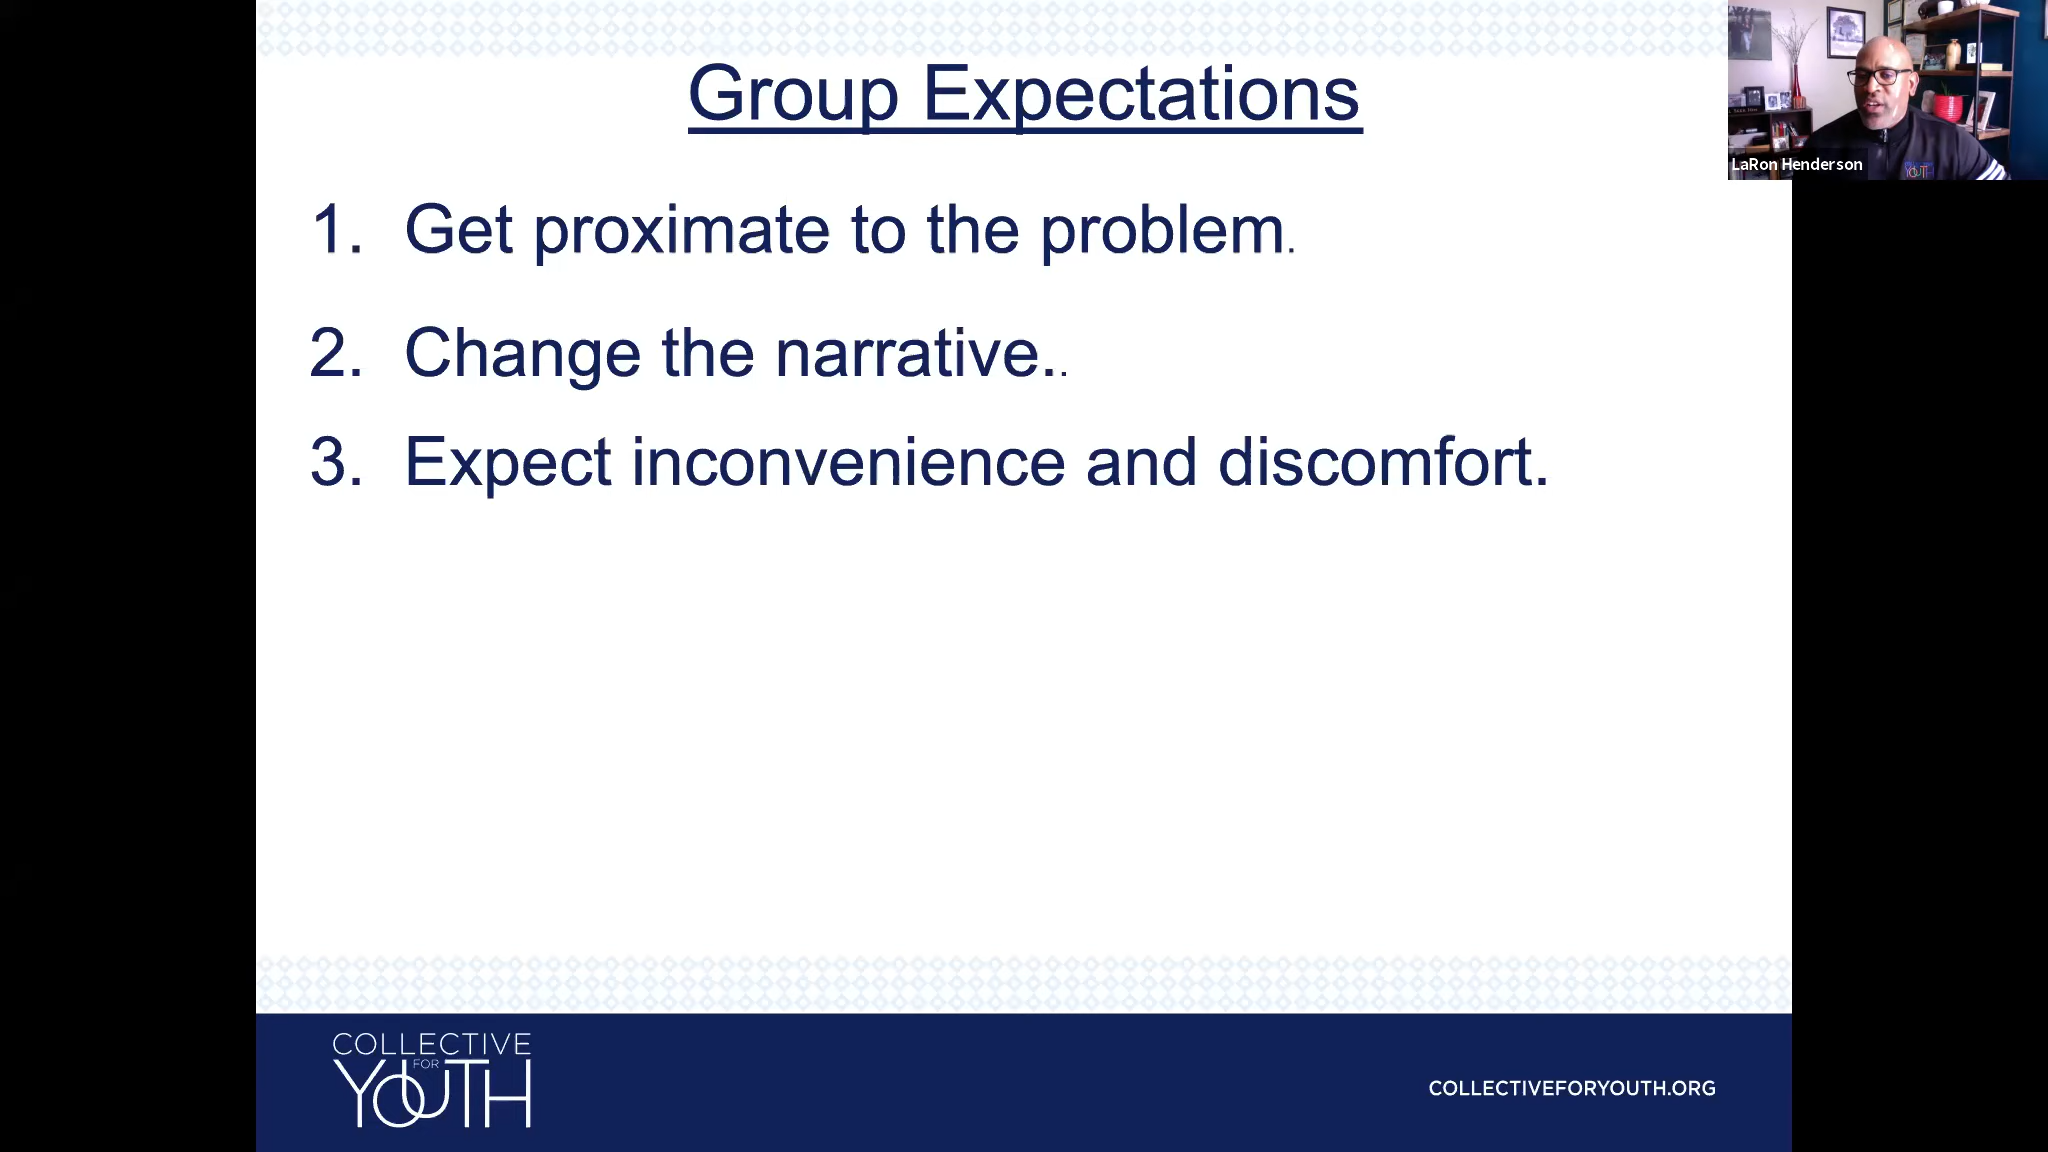 Group Expectations
1. Get proximate to the problem.
2. Change the narrative..
3. Expect inconvenience and discomfort.
LaRon Henderson
YOUTH
COLLECTIVE
FOR
YOUTH
COLLECTIVEFORYOUTH.ORG